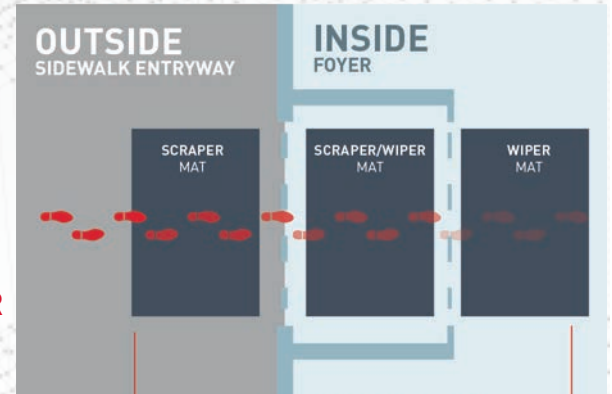 OUTSIDE
SIDEWALK ENTRYWAY
INSIDE
FOYER
SCRAPER
MAT
SCRAPER/WIPER
MAT
WIPER
MAT
R